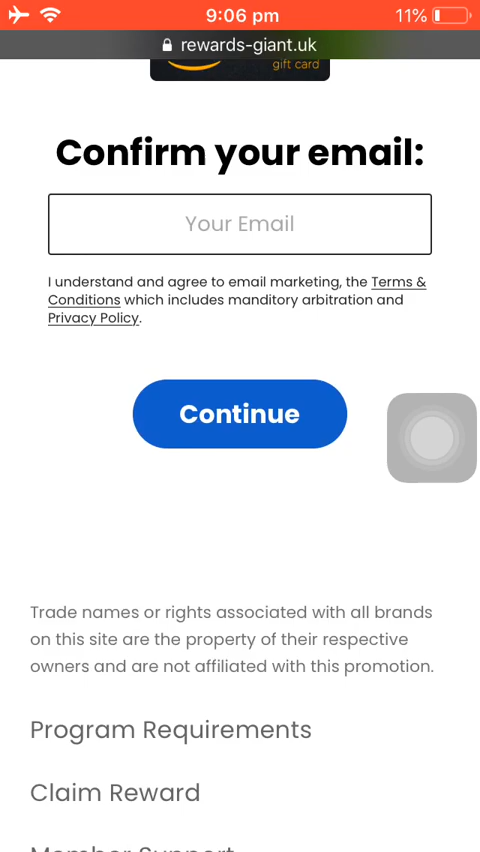 9:06 pm
11%
rewards-giant.uk
gift card
Confirm your email:
Your Email
I understand and agree to email marketing, the Terms &
Conditions which includes manditory arbitration and
Privacy Policy.
Continue
Trade names or rights associated with all brands
on this site are the property of their respective
owners and are not affiliated with this promotion.
Program Requirements
Claim Reward
Member Support